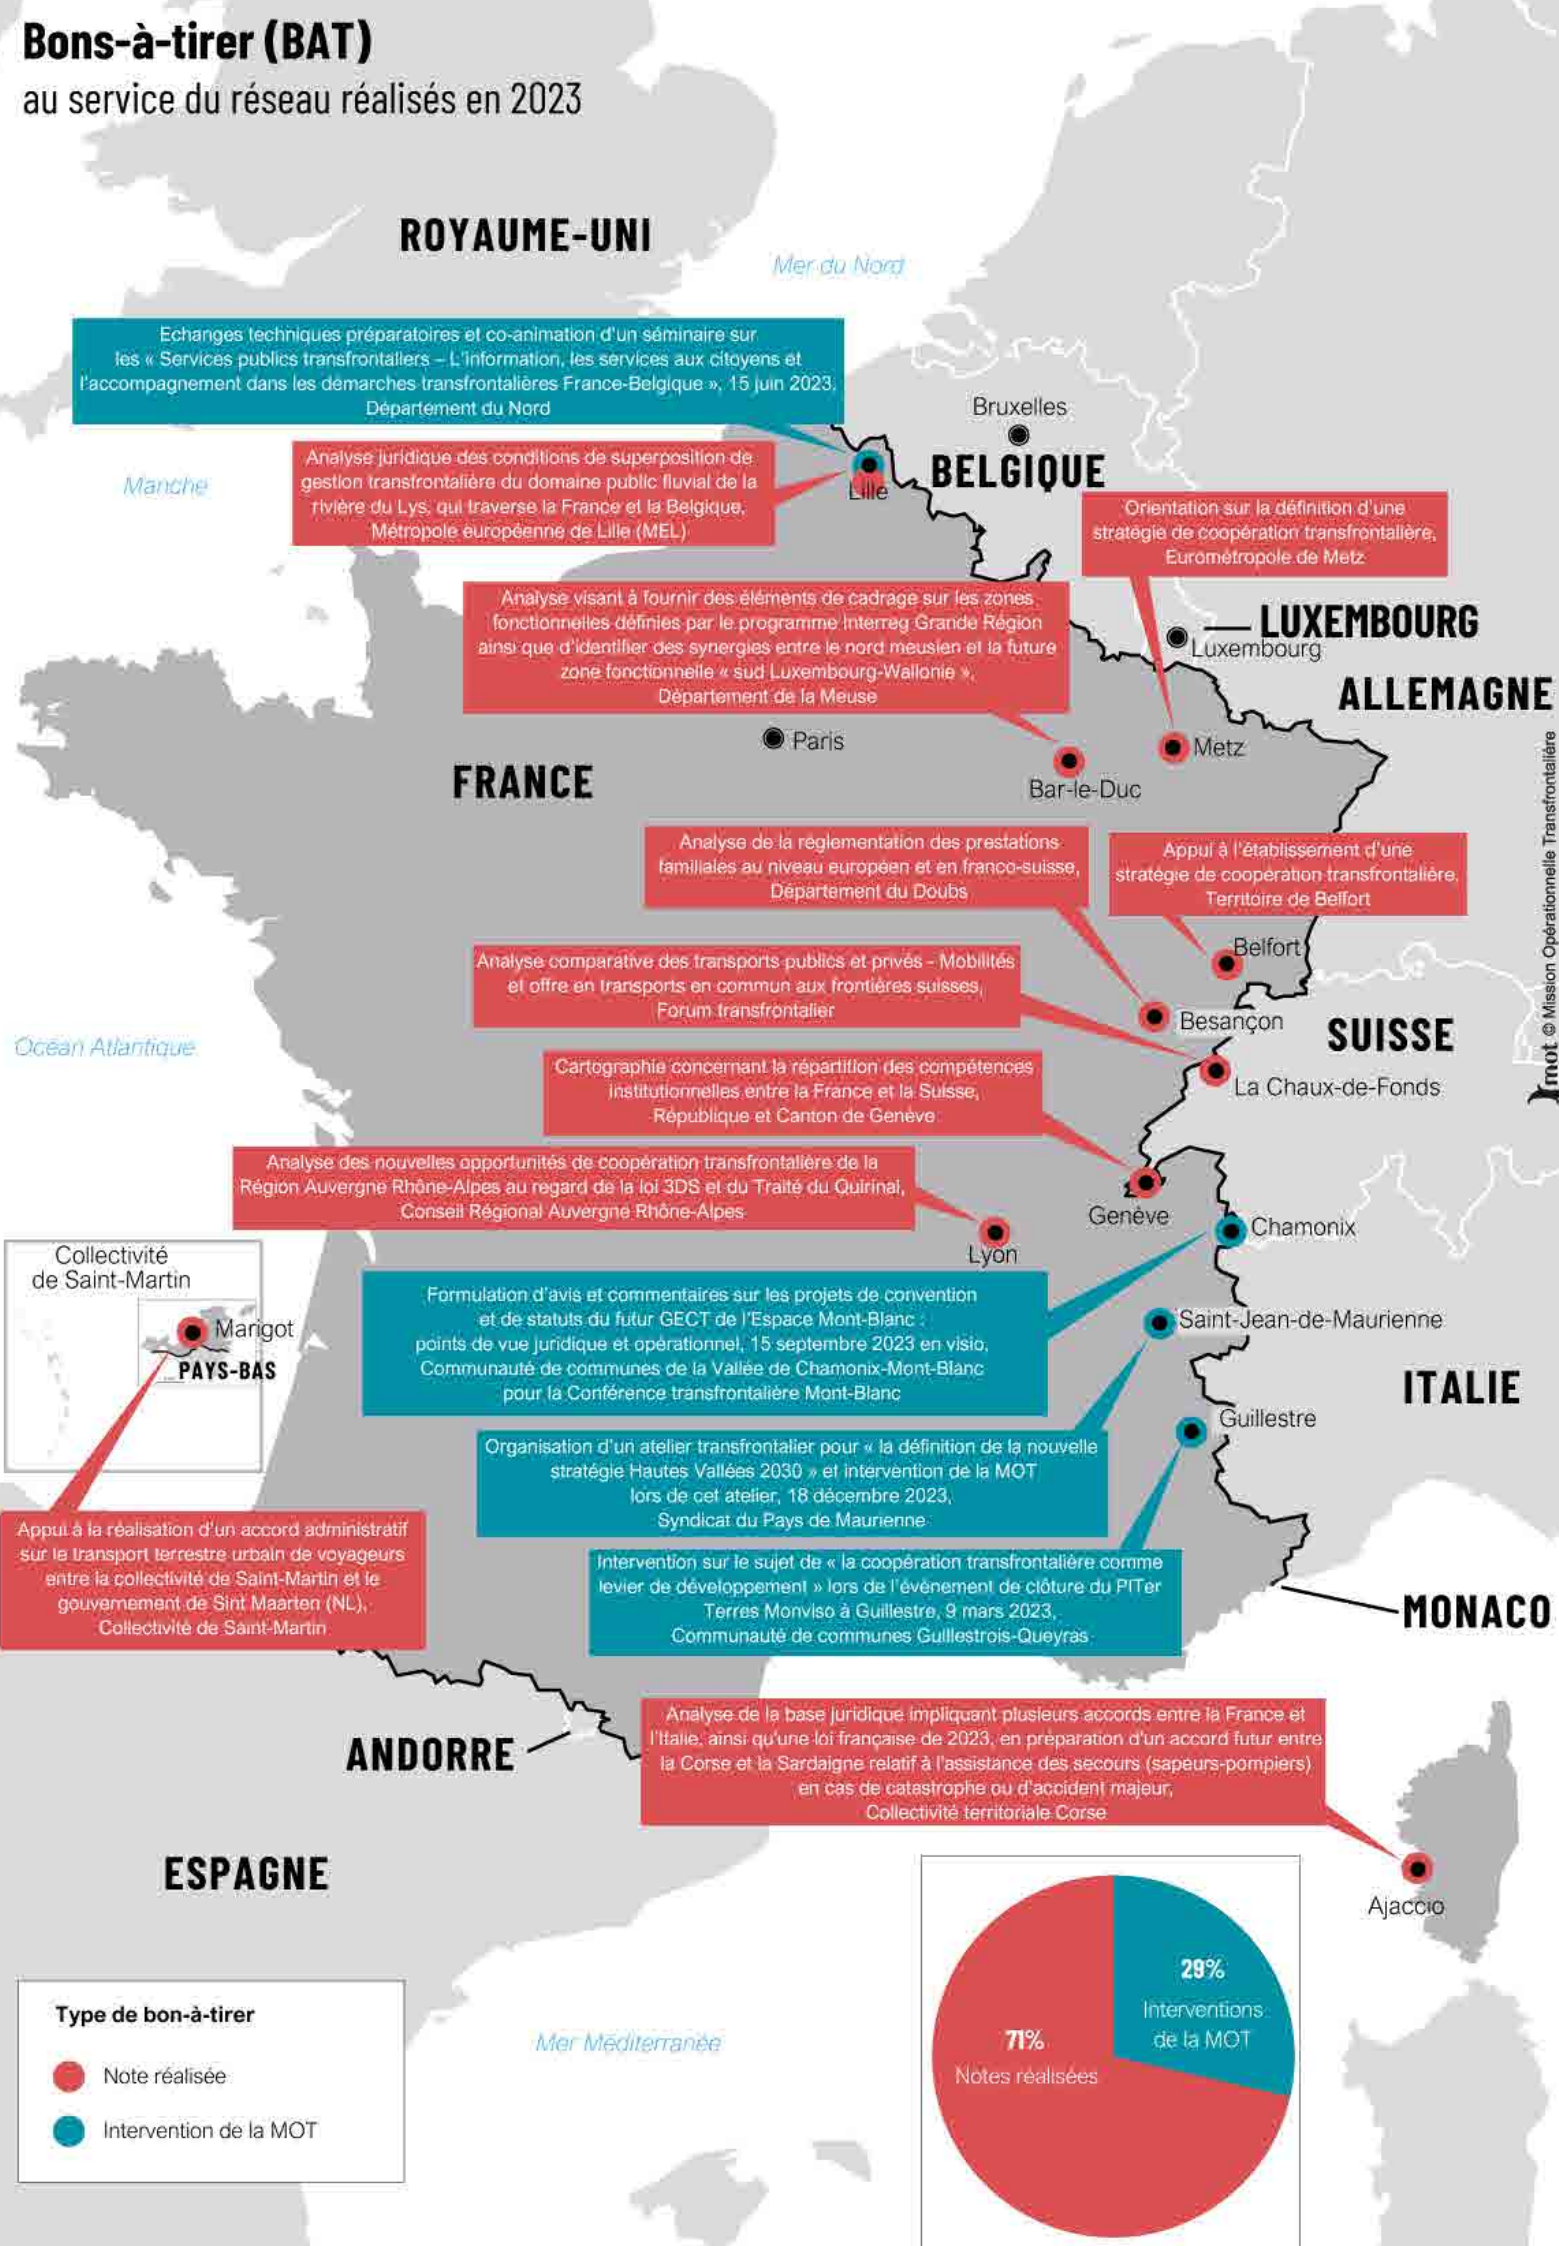 Bons-à-tirer (BAT)
au service du réseau réalisés en 2023
ROYAUME-UNI
Mer du Nord
Echanges techniques préparatoires et co-animation d'un séminaire sur
les « Services publics transfrontaliers – L'information, les services aux citoyens et
l'accompagnement dans les démarches transfrontalières France-Belgique », 15 juin 2023,
Département du Nord
Bruxelles
BELGIQUE
Manche
Analyse juridique des conditions de superposition de
gestion transfrontalière du domaine public fluvial de la
rivière du Lys, qui traverse la France et la Belgique,
Métropole européenne de Lille (MEL)
Lille
Orientation sur la définition d'une
stratégie de coopération transfrontalière,
Eurométropole de Metz
Analyse visant à fournir des éléments de cadrage sur les zones
fonctionnelles définies par le programme Interreg Grande Région
ainsi que d'identifier des synergies entre le nord meusien et la future
zone fonctionnelle « sud Luxembourg-Wallonie »,
Département de la Meuse
LUXEMBOURG
Luxembourg
ALLEMAGNE
Paris
Metz
FRANCE
Bar-le-Duc
Analyse de la réglementation des prestations
familiales au niveau européen et en franco-suisse,
Département du Doubs
Appui à l'établissement d'une
stratégie de coopération transfrontalière,
Territoire de Belfort
Belfort
Analyse comparative des transports publics et privés - Mobilités
et offre en transports en commun aux frontières suisses,
Forum transfrontalier
Besançon
SUISSE
Océan Atlantique
Cartographie concernant la répartition des compétences
institutionnelles entre la France et la Suisse,
République et Canton de Genève
La Chaux-de-Fonds
mot © Mission Opérationnelle Transfrontalière
Analyse des nouvelles opportunités de coopération transfrontalière de la
Région Auvergne Rhône-Alpes au regard de la loi 3DS et du Traité du Quirinal,
Conseil Régional Auvergne Rhône-Alpes
Genève
Chamonix
Lyon
Collectivité
de Saint-Martin
Marigot
PAYS-BAS
Formulation d'avis et commentaires sur les projets de convention
et de statuts du futur GECT de l'Espace Mont-Blanc :
points de vue juridique et opérationnel, 15 septembre 2023 en visio,
Communauté de communes de la Vallée de Chamonix-Mont-Blanc
pour la Conférence transfrontalière Mont-Blanc
Saint-Jean-de-Maurienne
ITALIE
Guillestre
Organisation d'un atelier transfrontalier pour « la définition de la nouvelle
stratégie Hautes Vallées 2030 » et intervention de la MOT
lors de cet atelier, 18 décembre 2023,
Syndicat du Pays de Maurienne
Appui à la réalisation d'un accord administratif
sur le transport terrestre urbain de voyageurs
entre la collectivité de Saint-Martin et le
gouvernement de Sint Maarten (NL),
Collectivité de Saint-Martin
Intervention sur le sujet de « la coopération transfrontalière comme
levier de développement » lors de l'événement de clôture du PITer
Terres Monviso à Guillestre, 9 mars 2023,
Communauté de communes Guillestrois-Queyras
MONACO
ANDORRE
Analyse de la base juridique impliquant plusieurs accords entre la France et
l'Italie, ainsi qu'une loi française de 2023, en préparation d'un accord futur entre
la Corse et la Sardaigne relatif à l'assistance des secours (sapeurs-pompiers)
en cas de catastrophe ou d'accident majeur,
Collectivité territoriale Corse
ESPAGNE
Ajaccio
Type de bon-à-tirer
Note réalisée
Intervention de la MOT
Mer Méditerranée
29%
Interventions
de la MOT
71%
Notes réalisées